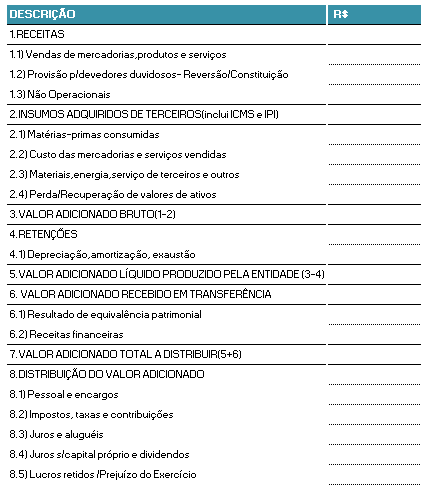 DESCRIÇÃO R$
1.RECEITAS
1.1) Vendas de mercadorias,produtos e serviços
1.2) Provisão p/devedores duvidosos- Reversão/Constituição
1.3) Não Operacionais
2.INSUMOS ADQUIRIDOS DE TERCEIROS(inclui ICMS e IPI)
2.1) Matérias-primas consumidas
2.2) Custo das mercadorias e serviços vendidas
2.3) Materiais,energia,serviço de terceiros e outros
2.4) Perda/Recuperação de valores de ativos
3.VALOR ADICIONADO BRUTO(1-2)
4.RETENÇÕES
4.1) Depreciação,amortização, exaustão
5.VALOR ADICIONADO LÍQUIDO PRODUZIDO PELA ENTIDADE (3-4)
6. VALOR ADICIONADO RECEBIDO EM TRANSFERÊNCIA
6.1) Resultado de equivalência patrimonial
6.2) Receitas financeiras
7.VALOR ADICIONADO TOTAL A DISTRIBUIR(5+6)
8.DISTRIBUIÇÃO DO VALOR ADICIONADO
8.1) Pessoal e encargos
8.2) Impostos, taxas e contribuições
8.3) Juros e aluguéis
8.4) Juros s/capital próprio e dividendos
8.5) Lucros retidos /Prejuízo do Exercício